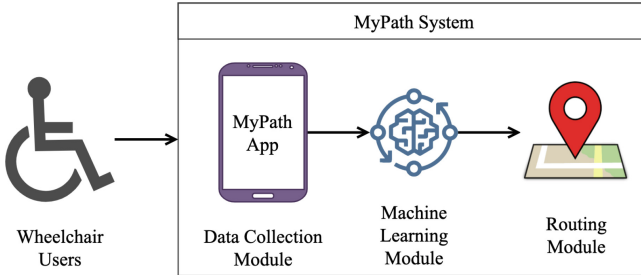 MyPath System
MyPath
App
Wheelchair
Users
Data Collection
Module
Machine
Learning
Module
Routing
Module